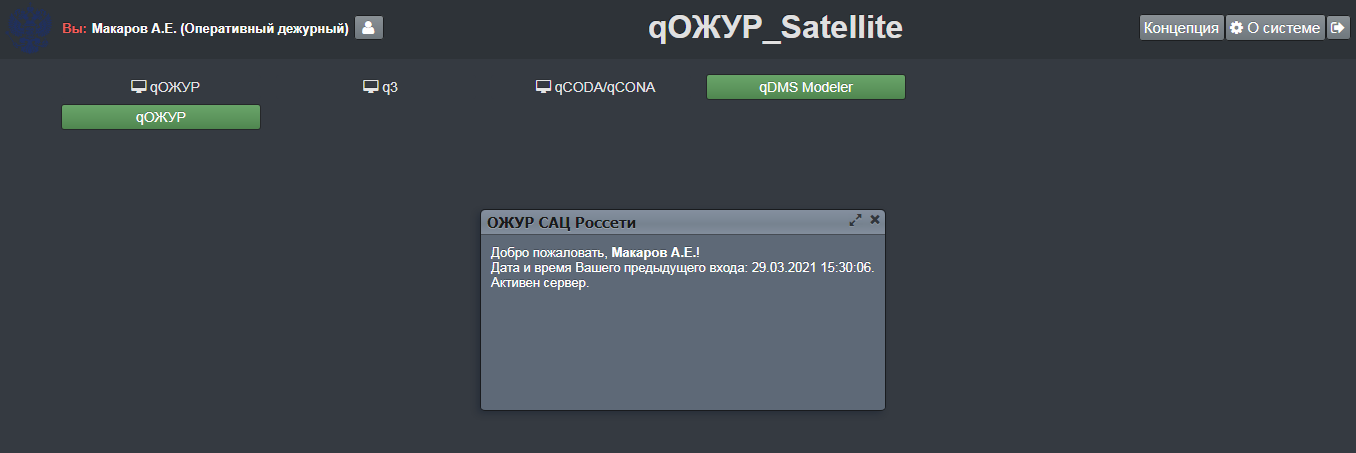 Вы: Макаров А.Е. (Оперативный дежурный)
qОЖУР_Satellite
Концепция
О системе
qОЖУР
q3
qCODA/qCONA
qDMS Modeler
qОЖУР
ОЖУР САЦ Россети
Добро пожаловать, Макаров А.Е.!
Дата и время Вашего предыдущего входа: 29.03.2021 15:30:06.
Активен сервер.